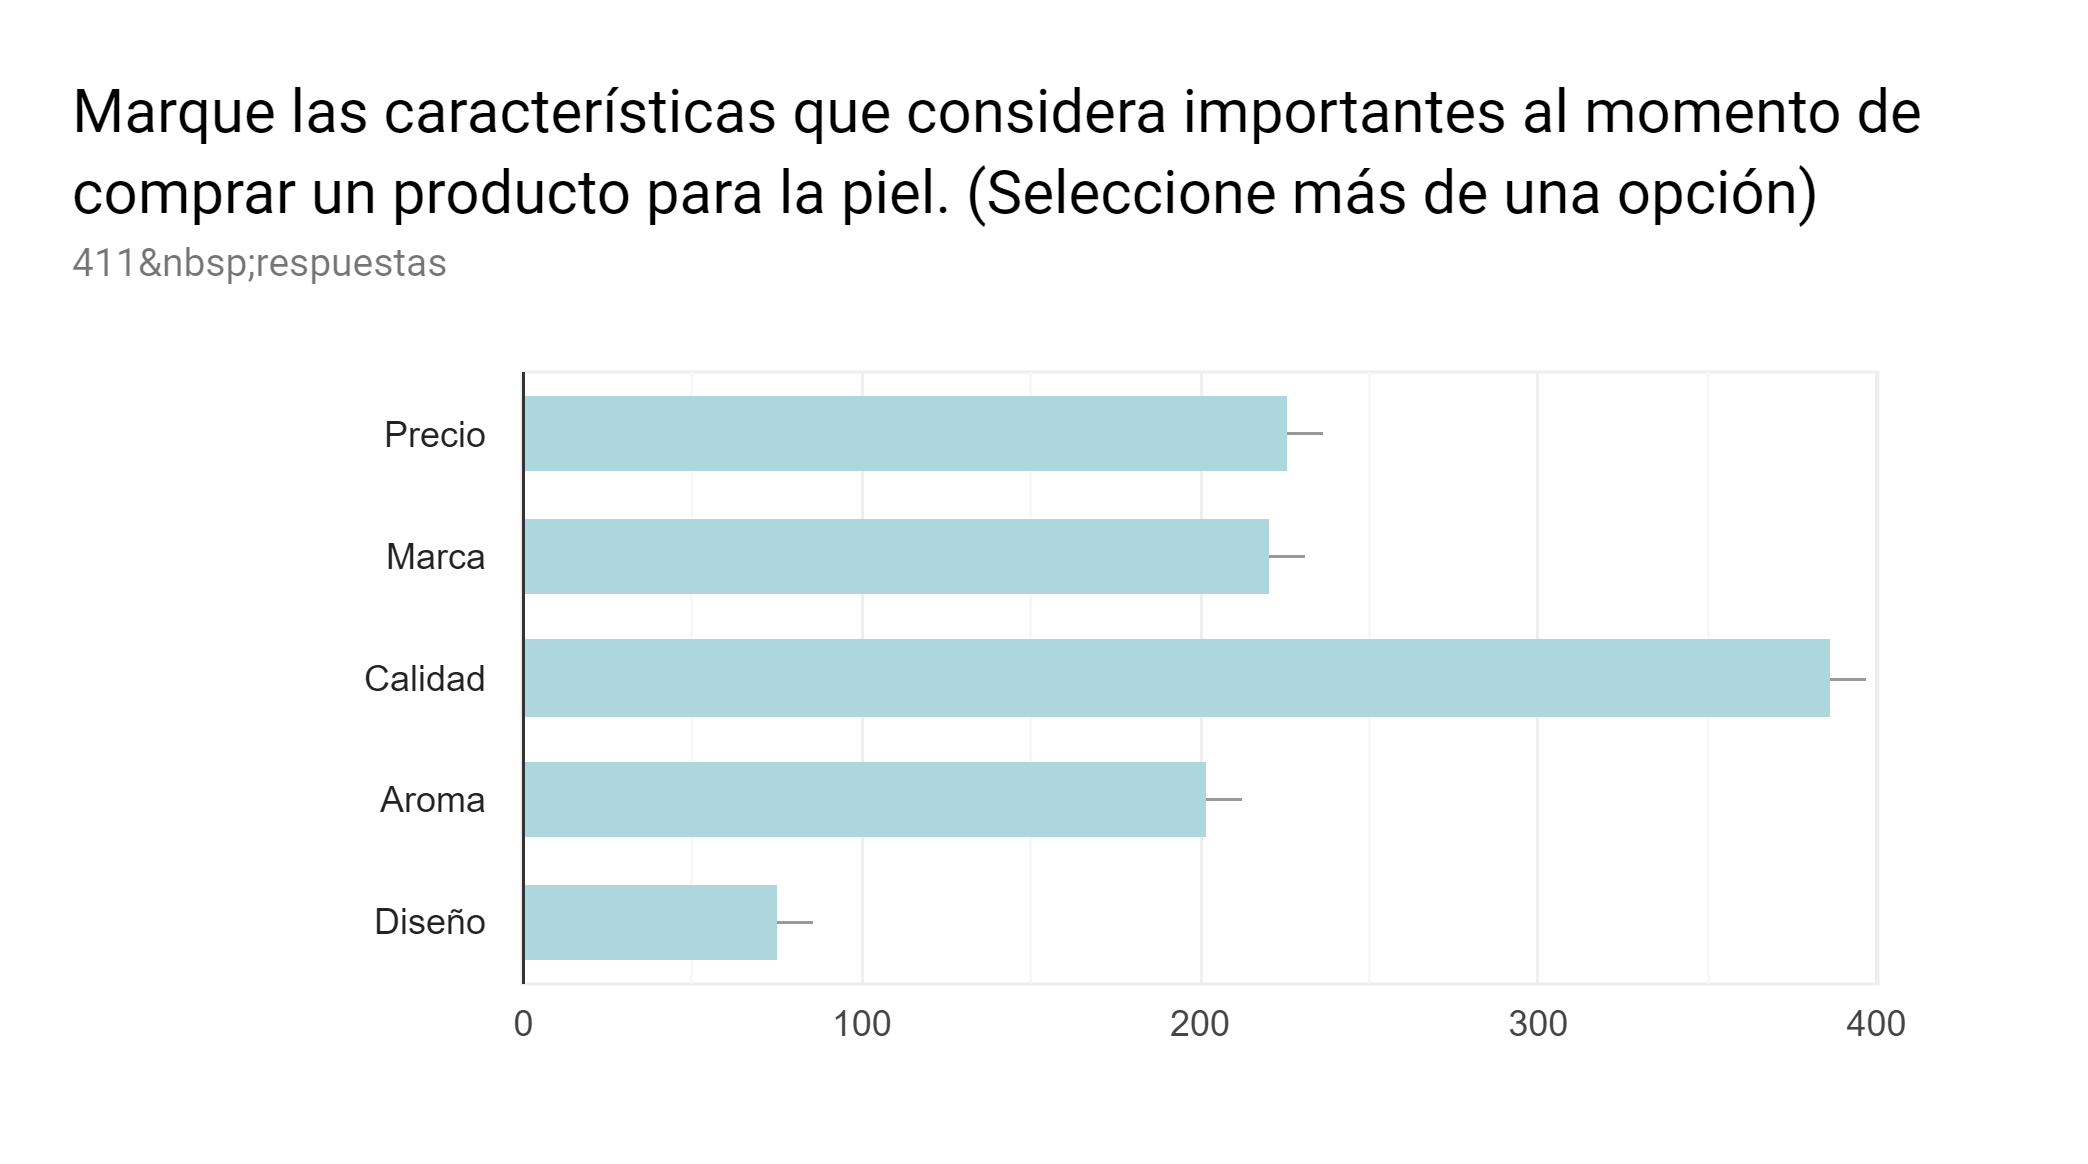 Marque las características que considera importantes al momento de
comprar un producto para la piel. (Seleccione más de una opción)
411&nbsp;respuestas
Precio
Marca
Calidad
Aroma
Diseño
0 100 200 300 400